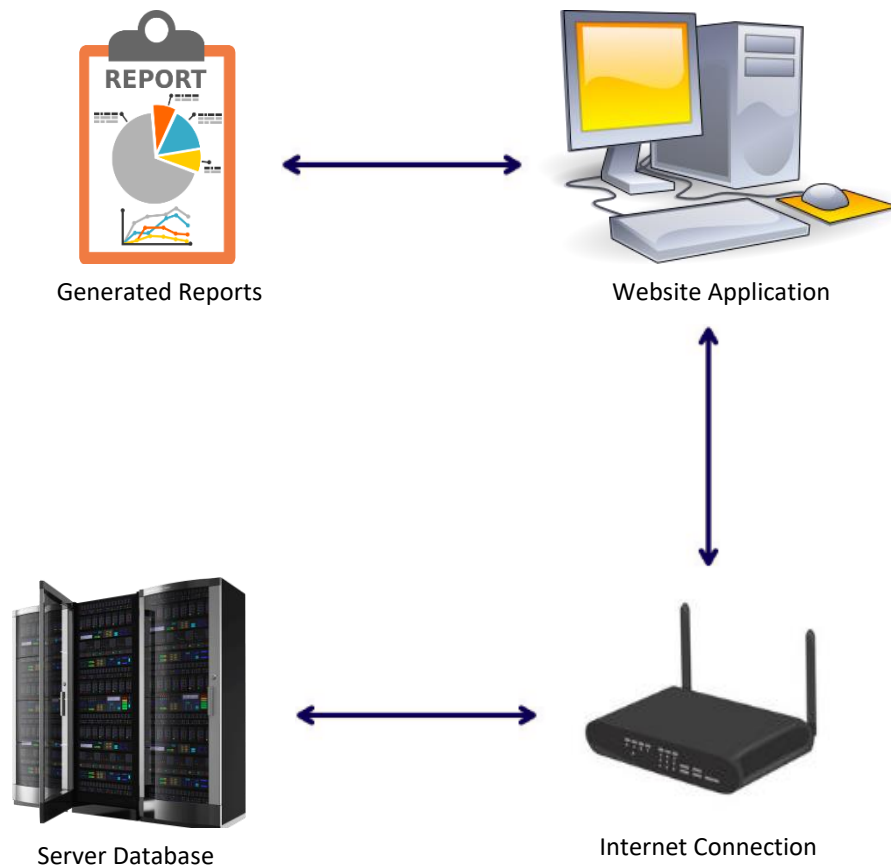 REPORT
Generated Reports
Website Application
Server Database
Internet Connection